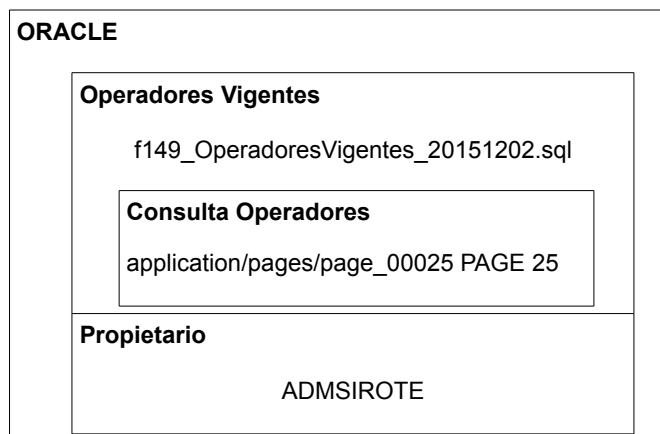 ORACLE
Operadores Vigentes
f149_OperadoresVigentes_20151202.sql
Consulta Operadores
application/pages/page_00025 PAGE 25
Propietario
ADMSIROTE